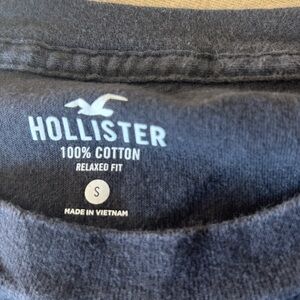 HOLLISTER
100% COTTON
RELAXED FIT
S
MADE IN VIETNAM